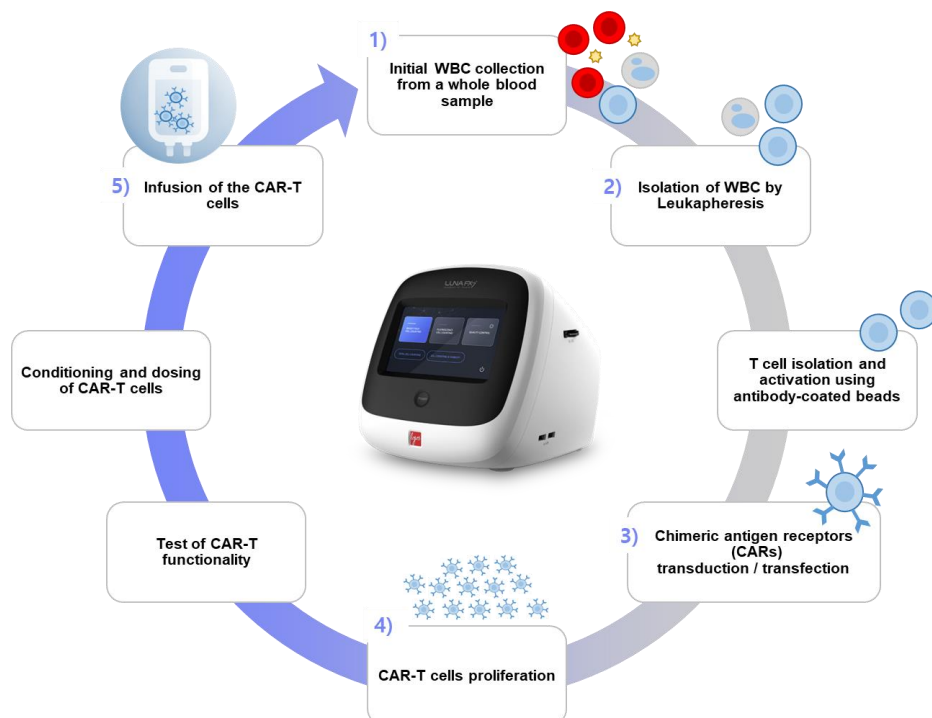 1)
Initial WBC collection
from a whole blood
sample
2)
Isolation of WBC by
Leukapheresis
T cell isolation and
activation using
antibody-coated beads
3)
Chimeric antigen receptors
(CARs)
transduction / transfection
4)
CAR-T cells proliferation
Test of CAR-T
functionality
Conditioning and dosing
of CAR-T cells
5)
Infusion of the CAR-T
cells
LUNA-FX7